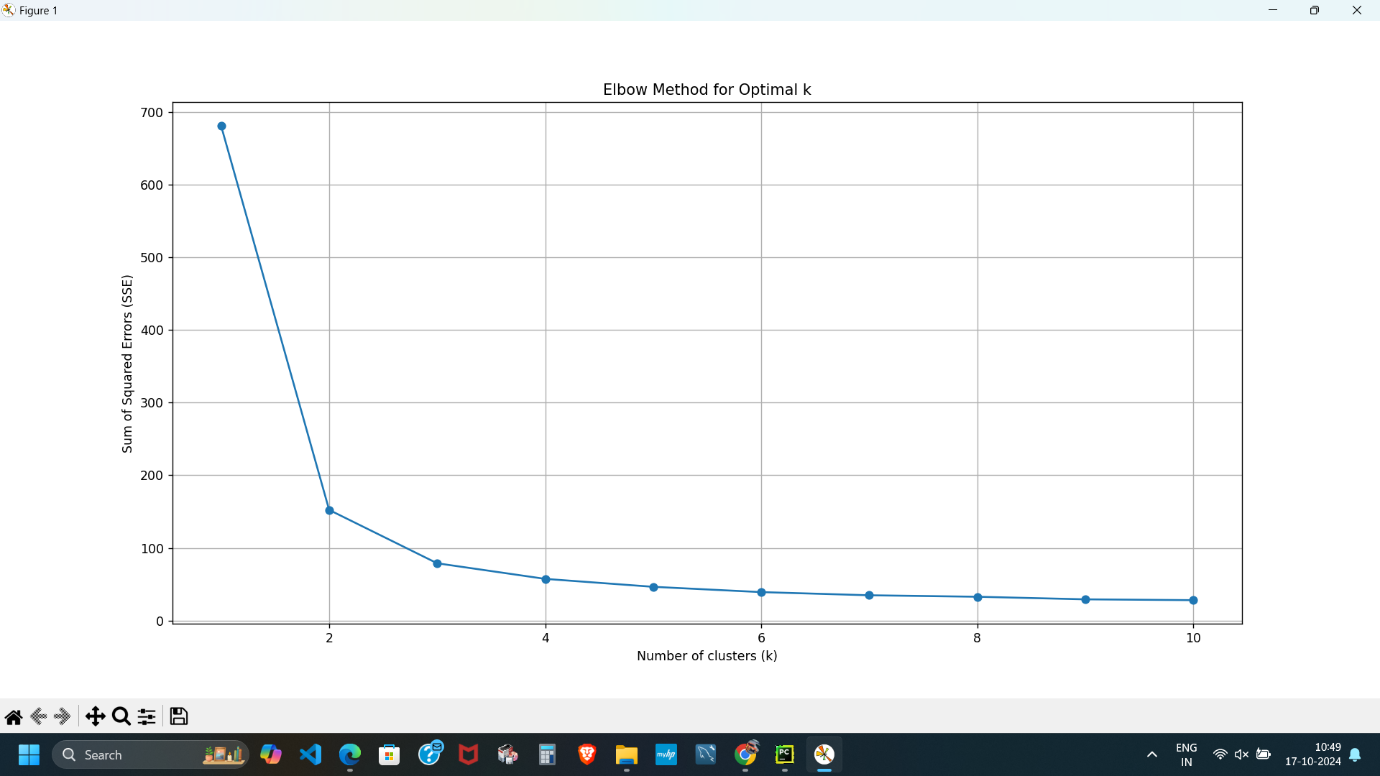 Figure 1
Elbow Method for Optimal k
700
600
500
400
300
200
100
0
Sum of Squared Errors (SSE)
2 4 6 8 10
Number of clusters (k)
Search
PC
ENG
IN
10:49
17-10-2024